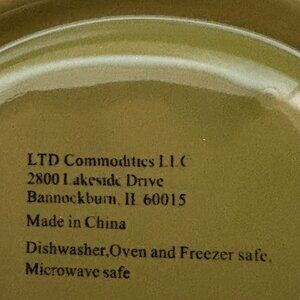 LTD Commodities LLC
2800 Lakeside Drive
Bannockburn, IL 60015
Made in China
Dishwasher,Oven and Freezer safe,
Microwave safe